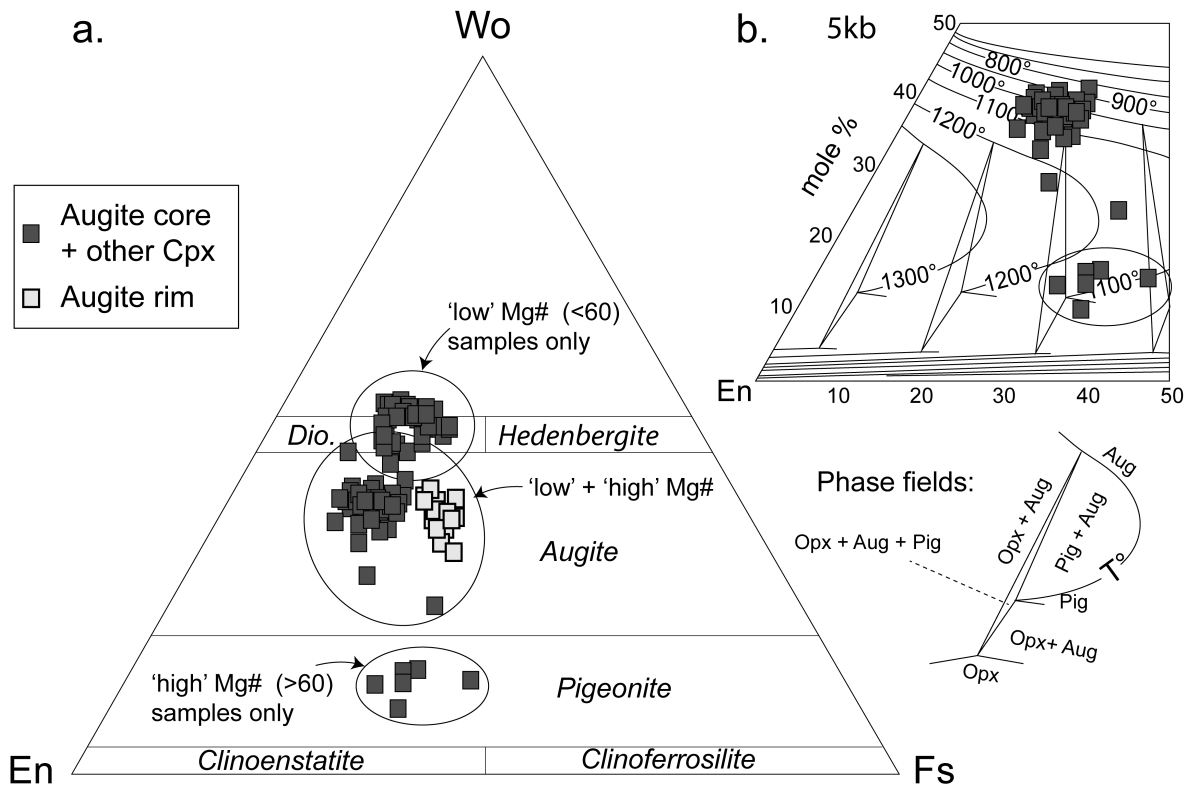 a.
Wo
Augite core
+ other Cpx
Augite rim
‘low’ Mg# (<60)
samples only
Dio.
Hedenbergite
‘low’ + ‘high’ Mg#
Augite
‘high’ Mg# (>60)
samples only
Pigeonite
Clinoenstatite
Clinoferrosilite
En
Fs
b.
5kb
50
40
30
20
10
mole %
800°
900°
1000°
1100
1200°
1300°
1200°
1100°
En
10
20
30
40
50
Phase fields:
Aug
Opx + Aug
Pig + Aug
Opx + Aug + Pig
T°
Pig
Opx+ Aug
Opx